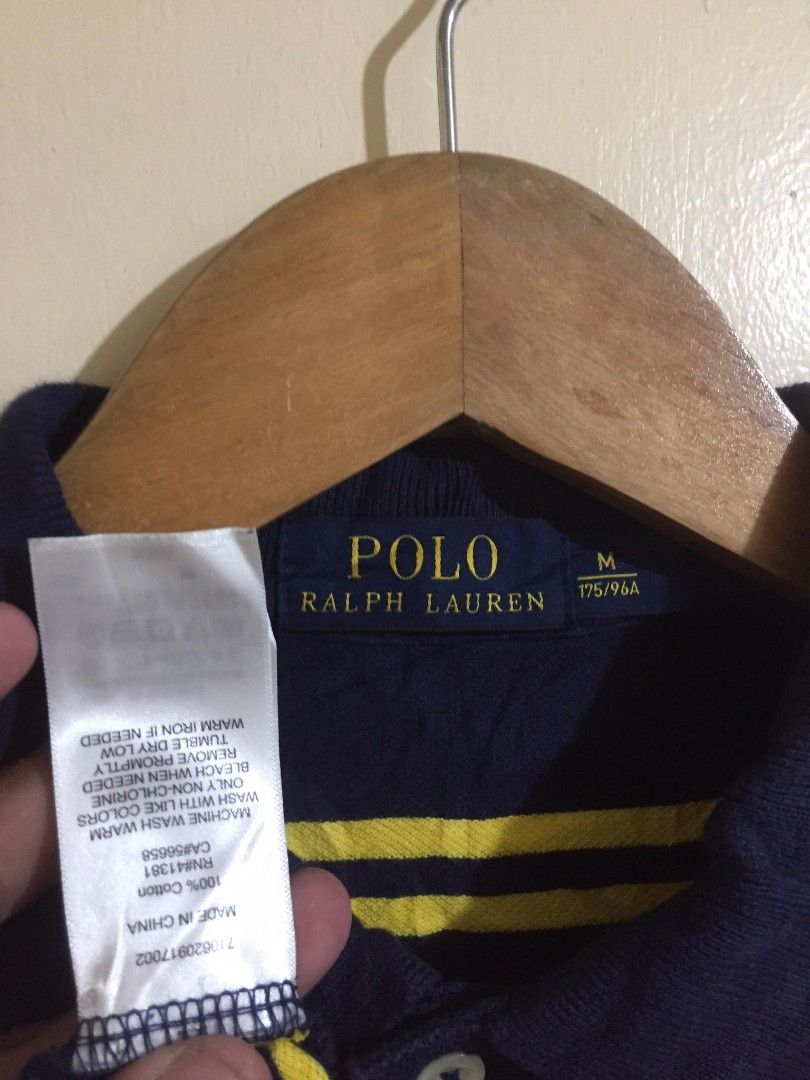 POLO
RALPH LAUREN
M
175/96A
710620917002
MADE IN CHINA
100% Cotton
RN#41381
CA#56658
MACHINE WASH WARM
WASH WITH LIKE COLORS
ONLY NON-CHLORINE
BLEACH WHEN NEEDED
REMOVE PROMPTLY
TUMBLE DRY LOW
WARM IRON IF NEEDED